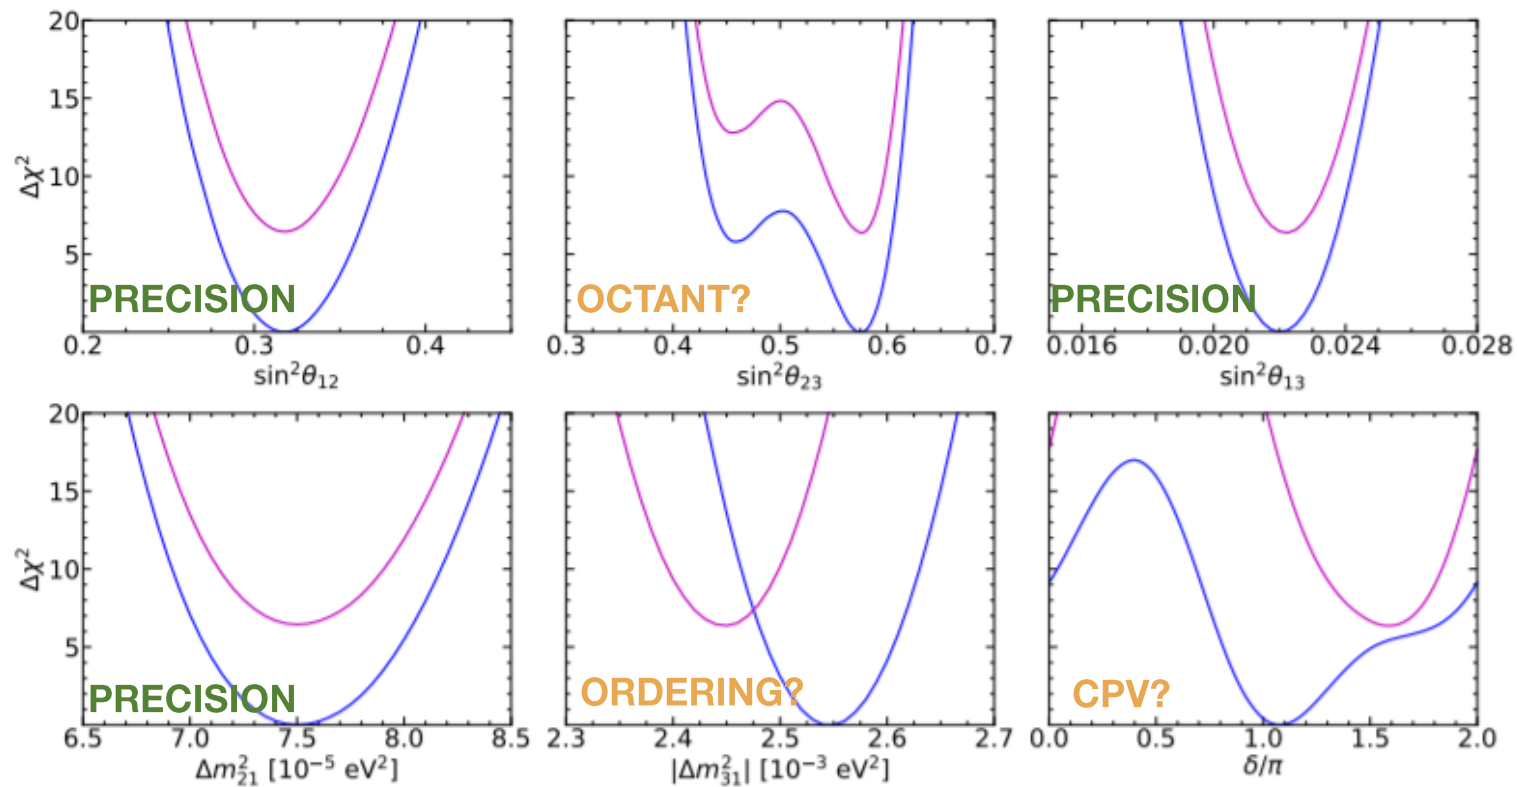 20
15
10
5
0
Δχ²
PRECISION
0.2 0.3 0.4
sin²θ₁₂
OCTANT?
0.3 0.4 0.5 0.6 0.7
sin²θ₂₃
PRECISION
0.016 0.020 0.024 0.028
sin²θ₁₃
20
15
10
5
0
Δχ²
PRECISION
6.5 7.0 7.5 8.0 8.5
Δm²₂₁ [10⁻⁵ eV²]
ORDERING?
2.3 2.4 2.5 2.6 2.7
|Δm²₃₁| [10⁻³ eV²]
CPV?
0.0 0.5 1.0 1.5 2.0
δ/π